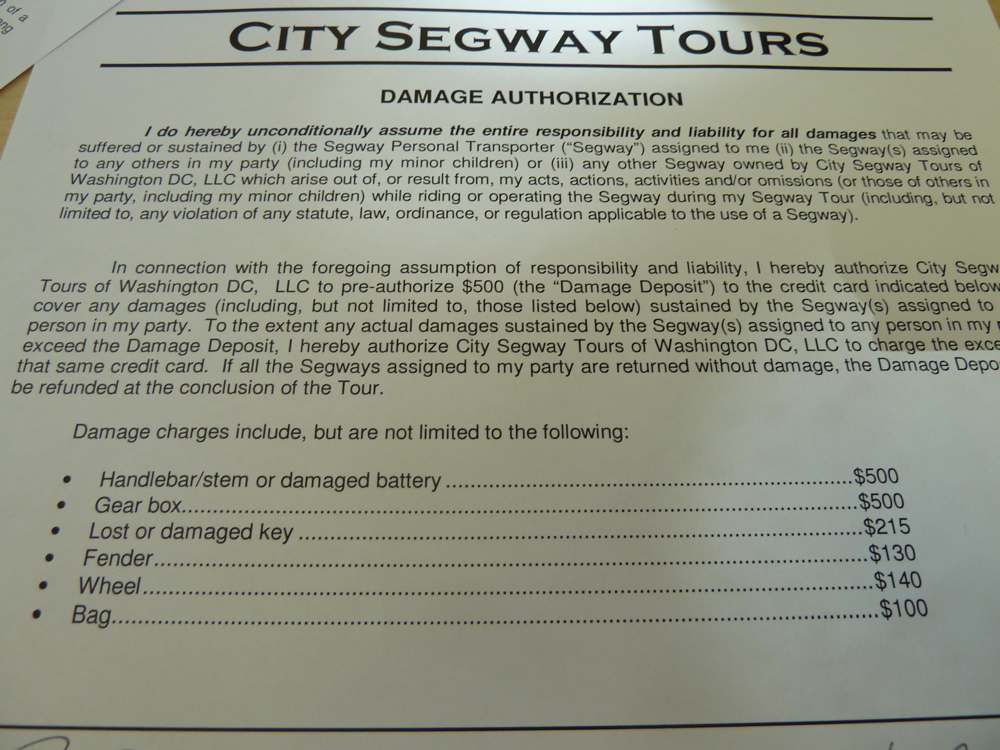 of a
CITY SEGWAY TOURS
DAMAGE AUTHORIZATION
I do hereby unconditionally assume the entire responsibility and liability for all damages that may be
suffered or sustained by (i) the Segway Personal Transporter (“Segway”) assigned to me (ii) the Segway(s) assigned
to any others in my party (including my minor children) or (iii) any other Segway owned by City Segway Tours of
Washington DC, LLC which arise out of, or result from, my acts, actions, activities and/or omissions (or those of others in
my party, including my minor children) while riding or operating the Segway during my Segway Tour (including, but not
limited to, any violation of any statute, law, ordinance, or regulation applicable to the use of a Segway).
In connection with the foregoing assumption of responsibility and liability, I hereby authorize City Segw
Tours of Washington DC, LLC to pre-authorize $500 (the “Damage Deposit”) to the credit card indicated below
cover any damages (including, but not limited to, those listed below) sustained by the Segway(s) assigned to
person in my party. To the extent any actual damages sustained by the Segway(s) assigned to any person in my
exceed the Damage Deposit, I hereby authorize City Segway Tours of Washington DC, LLC to charge the exce
that same credit card. If all the Segways assigned to my party are returned without damage, the Damage Depo
be refunded at the conclusion of the Tour.
Damage charges include, but are not limited to the following:
• Handlebar/stem or damaged battery ........................................................................$500
• Gear box........................................................................................................................$500
• Lost or damaged key ..................................................................................................$215
• Fender.............................................................................................................................$130
• Wheel..............................................................................................................................$140
• Bag..................................................................................................................................$100